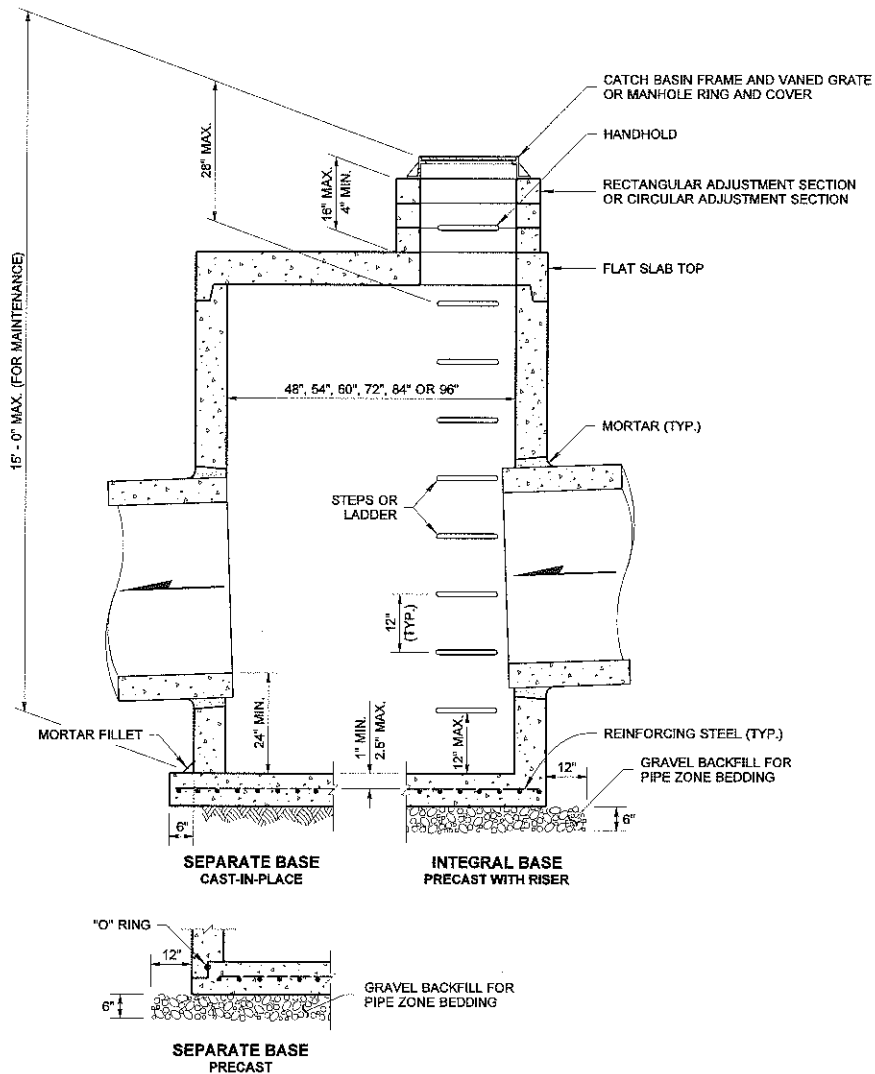 CATCH BASIN FRAME AND VANED GRATE
OR MANHOLE RING AND COVER
HANDHOLD
28" MAX.
16" MAX.
4" MIN.
RECTANGULAR ADJUSTMENT SECTION
OR CIRCULAR ADJUSTMENT SECTION
FLAT SLAB TOP
15' - 0" MAX. (FOR MAINTENANCE)
48", 54", 60", 72", 84" OR 96"
MORTAR (TYP.)
STEPS OR
LADDER
12"
(TYP.)
24" MIN.
1" MIN.
2.5" MAX.
12" MAX.
MORTAR FILLET
REINFORCING STEEL (TYP.)
GRAVEL BACKFILL FOR
PIPE ZONE BEDDING
12"
6"
6"
SEPARATE BASE
CAST-IN-PLACE
INTEGRAL BASE
PRECAST WITH RISER
"O" RING
12"
6"
GRAVEL BACKFILL FOR
PIPE ZONE BEDDING
SEPARATE BASE
PRECAST